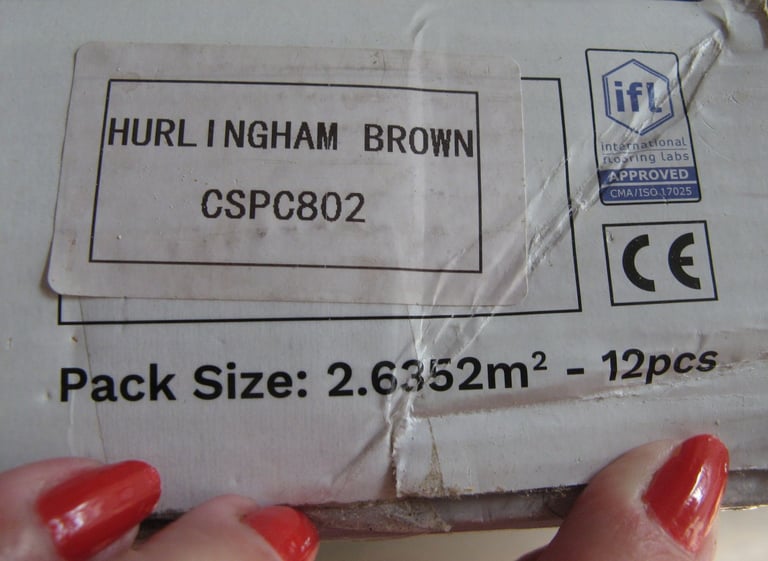 HURLINGHAM BROWN
CSPC802
ifL
international
flooring labs
APPROVED
CMA/ISO 17025
CE
Pack Size: 2.6352m² - 12pcs